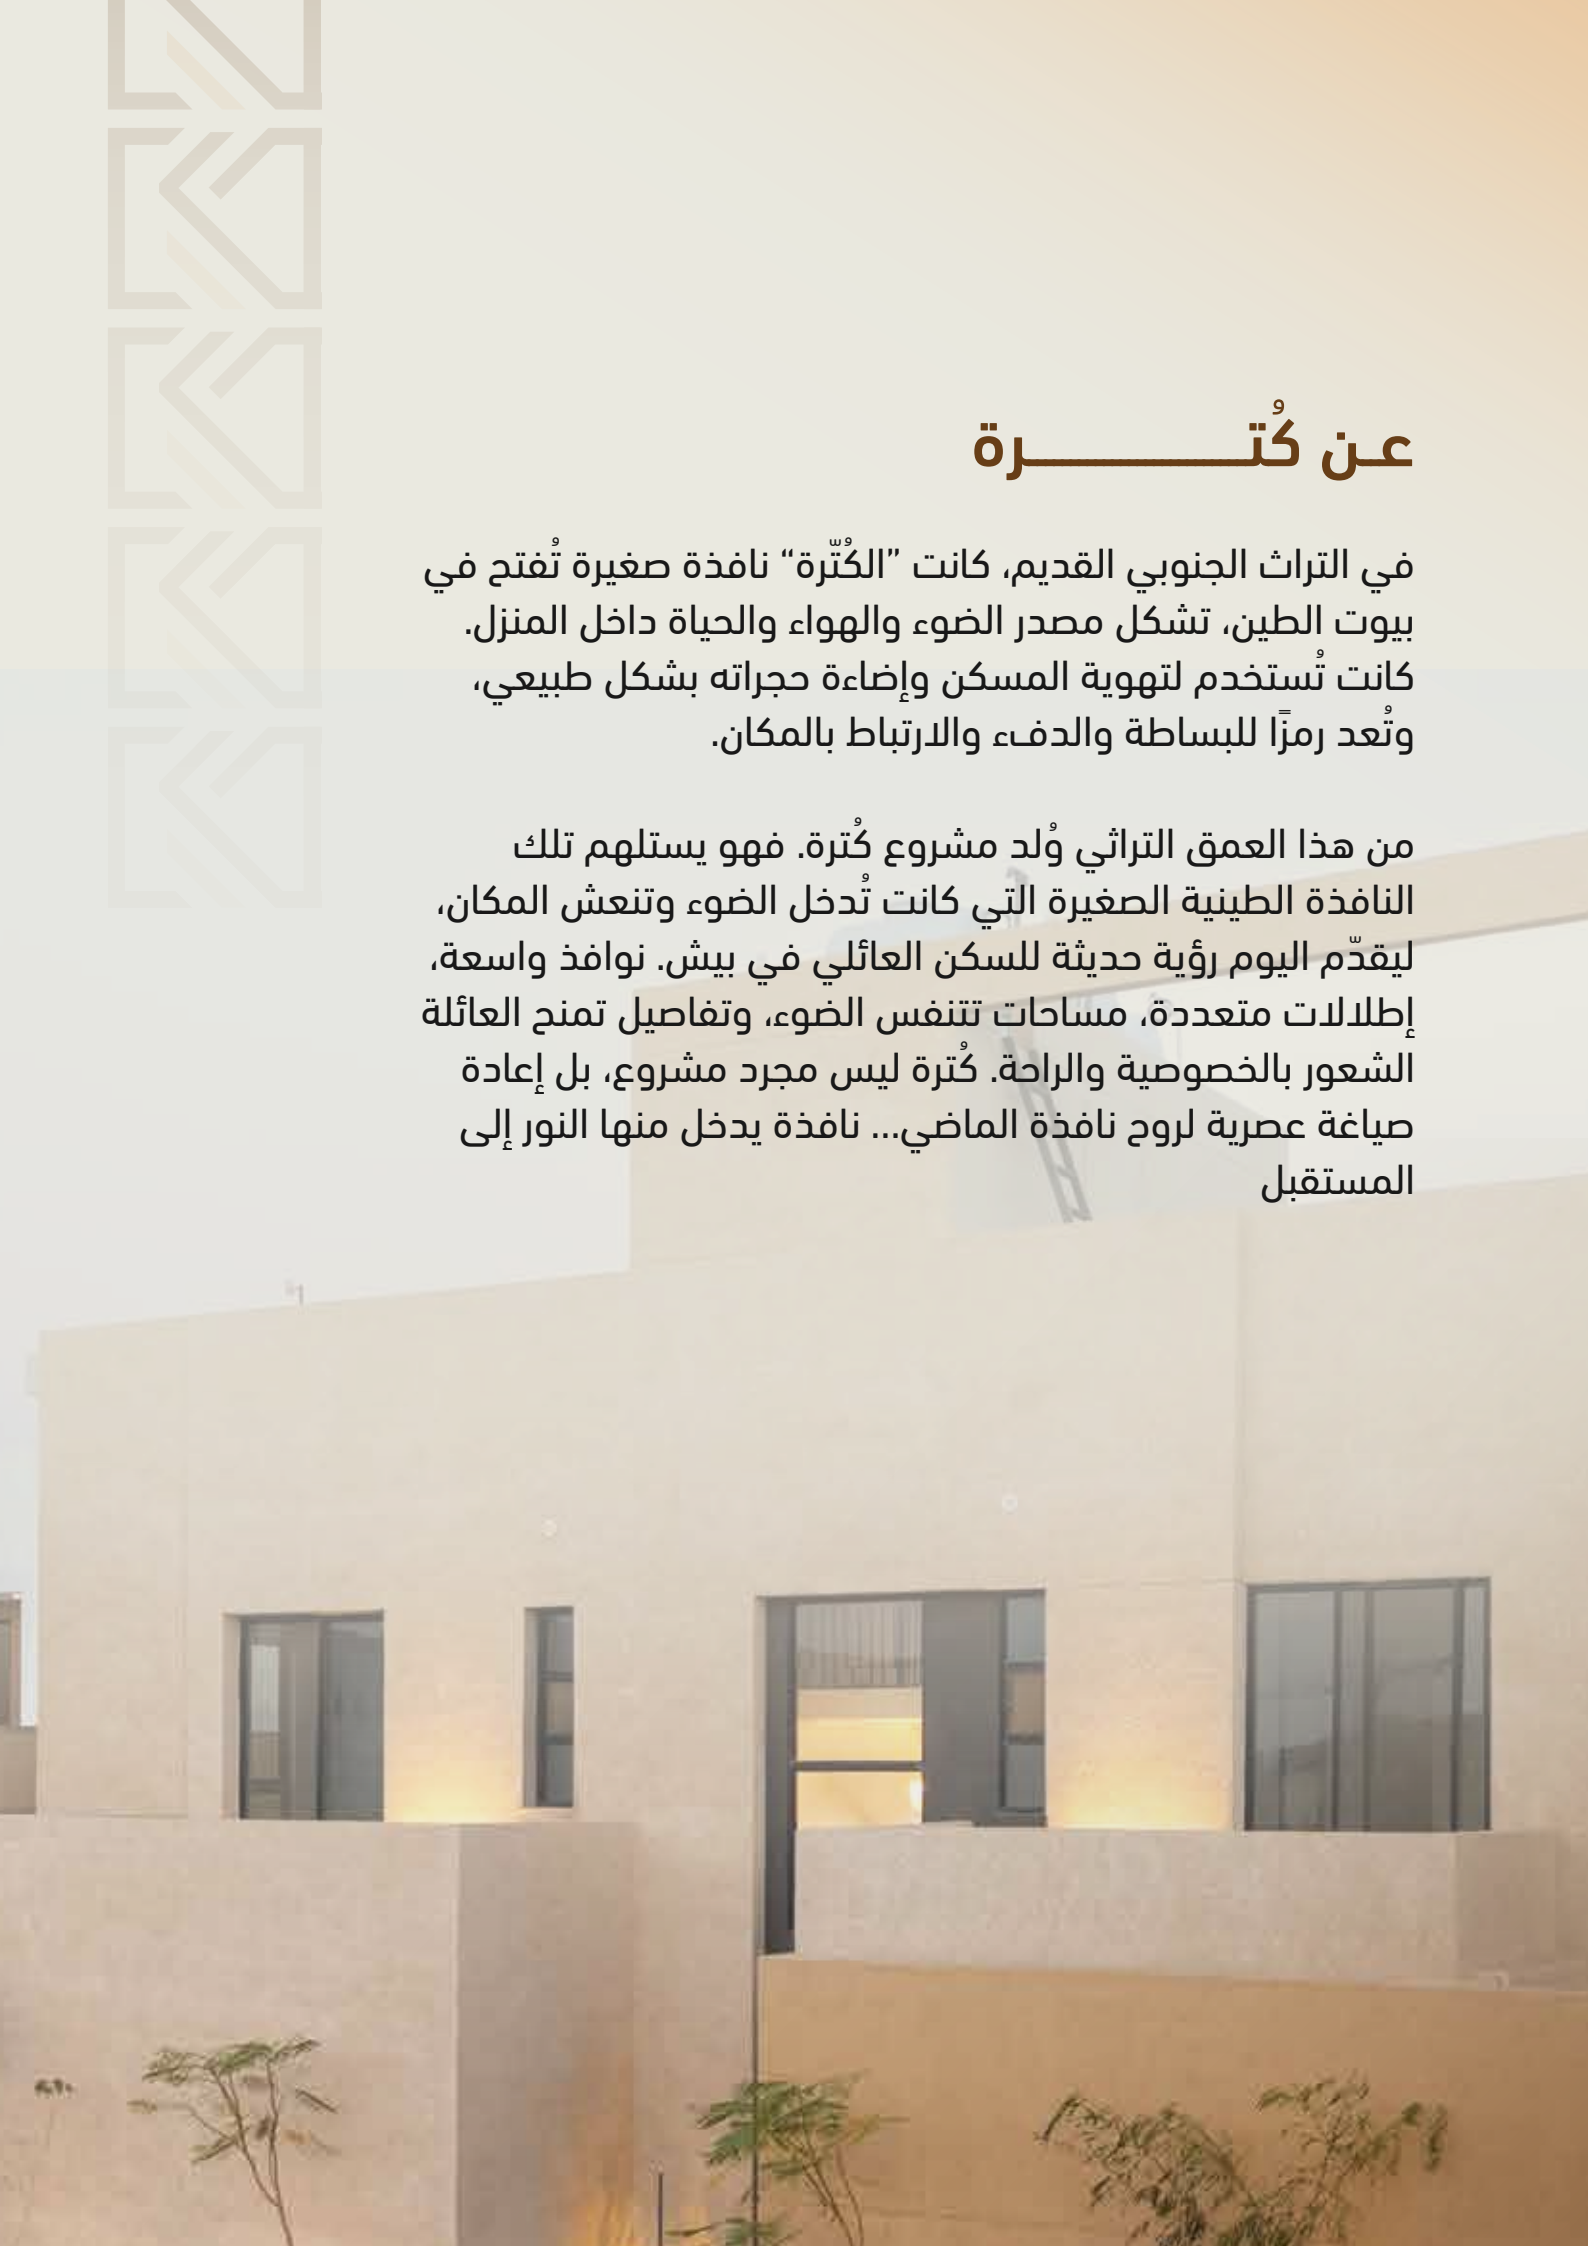 عن كُتـــــــــــــرة
في التراث الجنوبي القديم، كانت ”الكُتّرة“ نافذة صغيرة تُفتح في
بيوت الطين، تشكل مصدر الضوء والهواء والحياة داخل المنزل.
كانت تُستخدم لتهوية المسكن وإضاءة حجراته بشكل طبيعي،
وتُعد رمزًا للبساطة والدفء والارتباط بالمكان.
من هذا العمق التراثي وُلد مشروع كُترة. فهو يستلهم تلك
النافذة الطينية الصغيرة التي كانت تُدخل الضوء وتنعش المكان،
ليقدّم اليوم رؤية حديثة للسكن العائلي في بيش. نوافذ واسعة،
إطلالات متعددة، مساحات تتنفس الضوء، وتفاصيل تمنح العائلة
الشعور بالخصوصية والراحة. كُترة ليس مجرد مشروع، بل إعادة
صياغة عصرية لروح نافذة الماضي... نافذة يدخل منها النور إلى
المستقبل